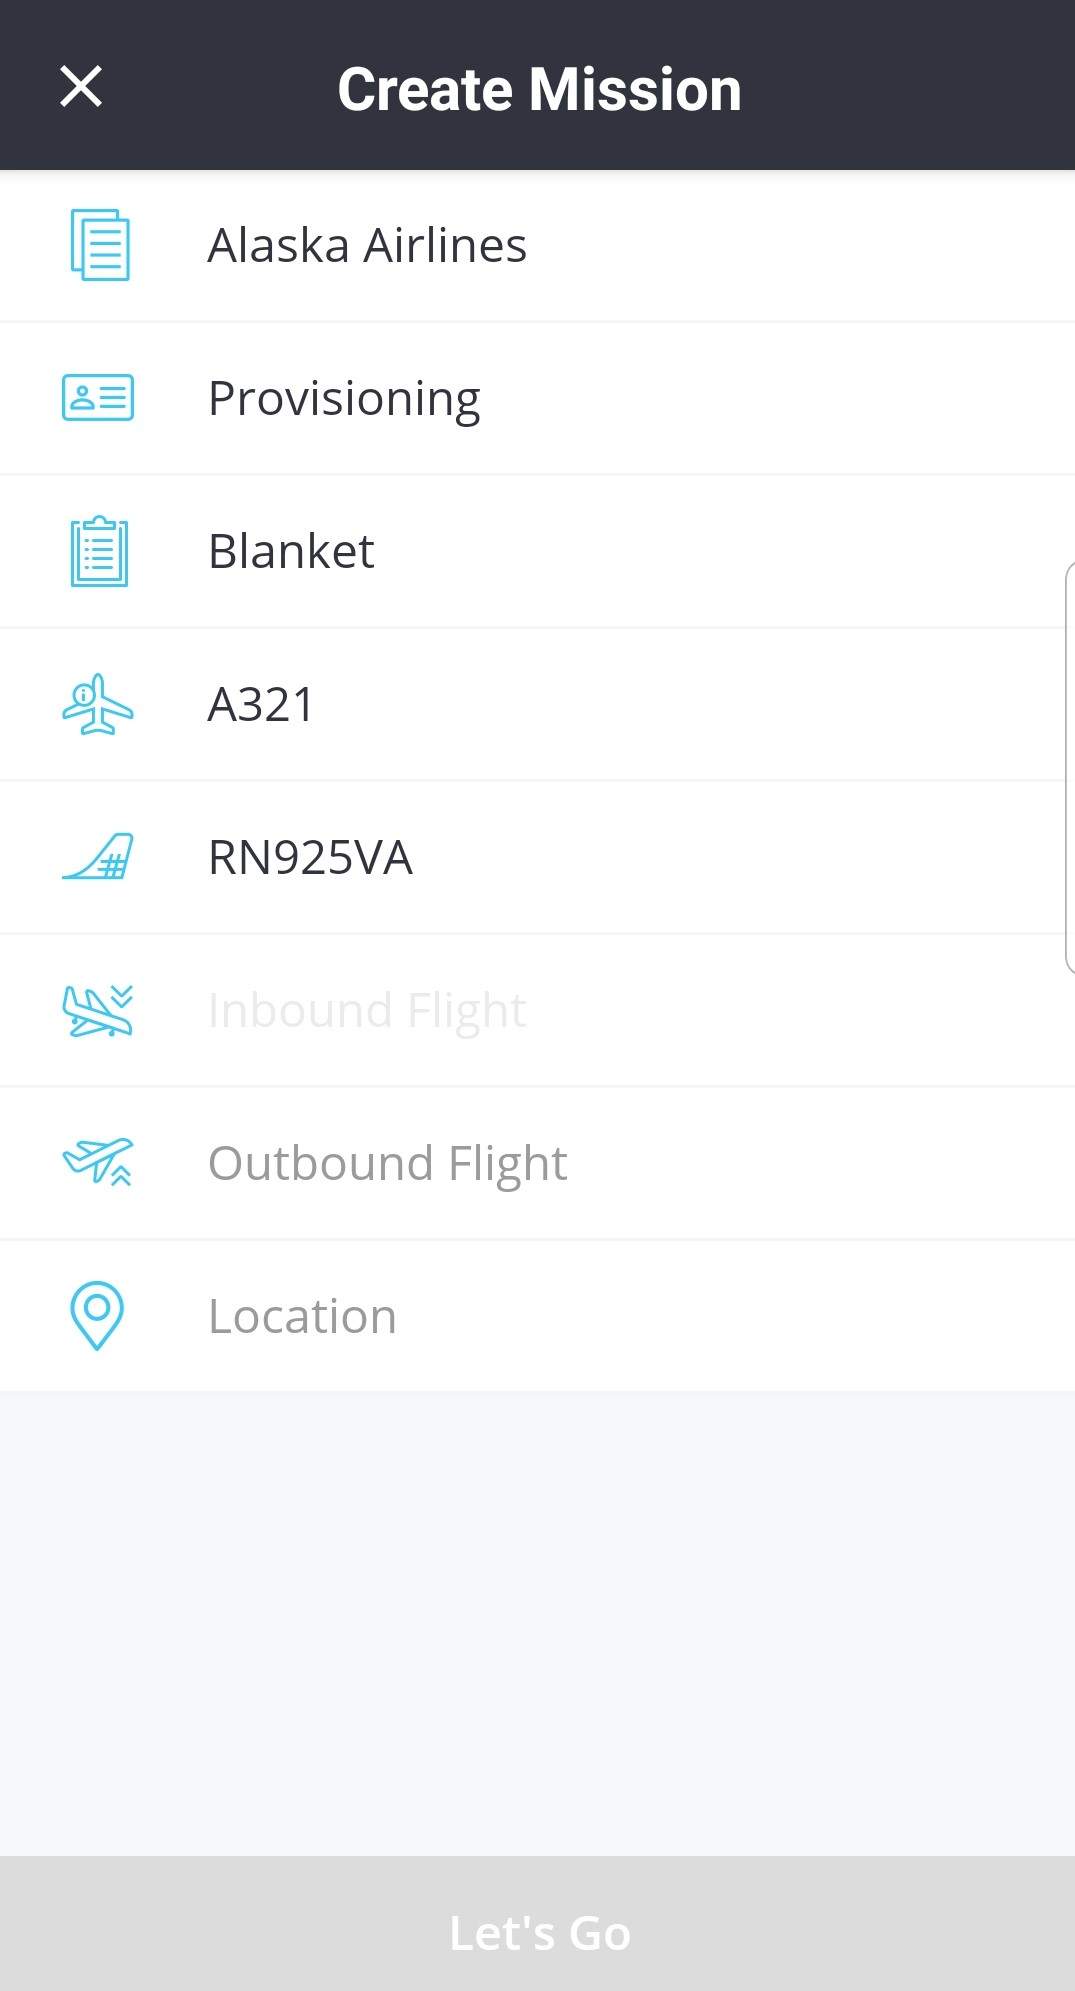 Create Mission
Alaska Airlines
Provisioning
Blanket
A321
RN925VA
Inbound Flight
Outbound Flight
Location
Let's Go